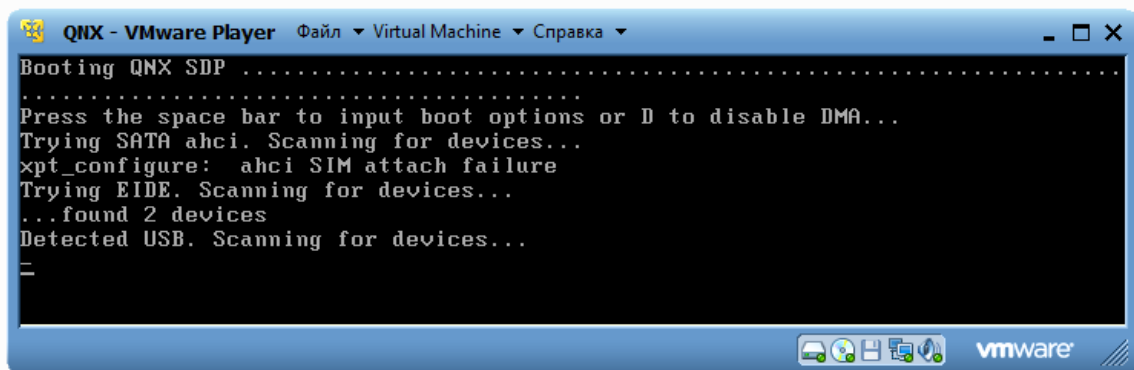 QNX - VMware Player Файл Virtual Machine Справка
Booting QNX SDP .................................................................
.........................................
Press the space bar to input boot options or D to disable DMA...
Trying SATA ahci. Scanning for devices...
xpt_configure:  ahci SIM attach failure
Trying EIDE. Scanning for devices...
...found 2 devices
Detected USB. Scanning for devices...
_
vmware